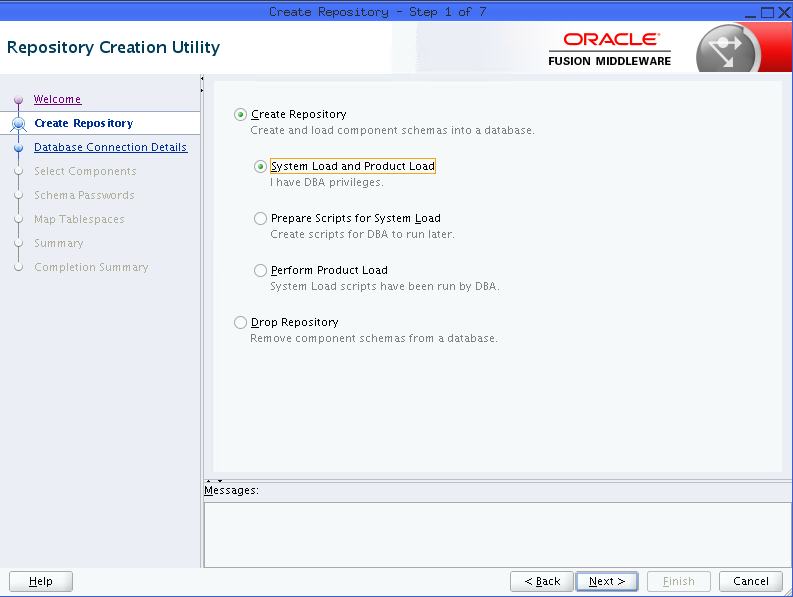 Create Repository - Step 1 of 7
Repository Creation Utility
ORACLE®
FUSION MIDDLEWARE
Welcome
Create Repository
Database Connection Details
Select Components
Schema Passwords
Map Tablespaces
Summary
Completion Summary
Create Repository
Create and load component schemas into a database.
System Load and Product Load
I have DBA privileges.
Prepare Scripts for System Load
Create scripts for DBA to run later.
Perform Product Load
System Load scripts have been run by DBA.
Drop Repository
Remove component schemas from a database.
Messages:
Help
< Back
Next >
Finish
Cancel